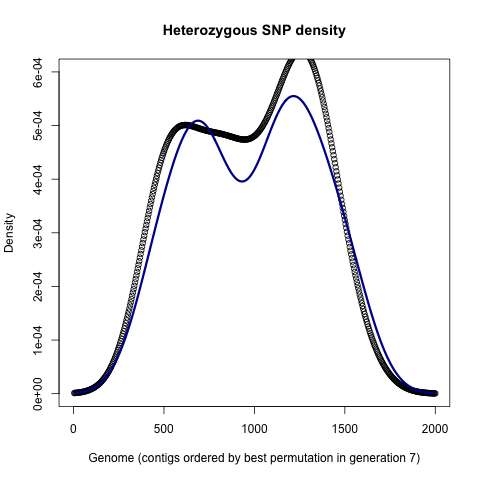 Heterozygous SNP density
6e-04
5e-04
4e-04
3e-04
2e-04
1e-04
0e+00
Density
0 500 1000 1500 2000
Genome (contigs ordered by best permutation in generation 7)